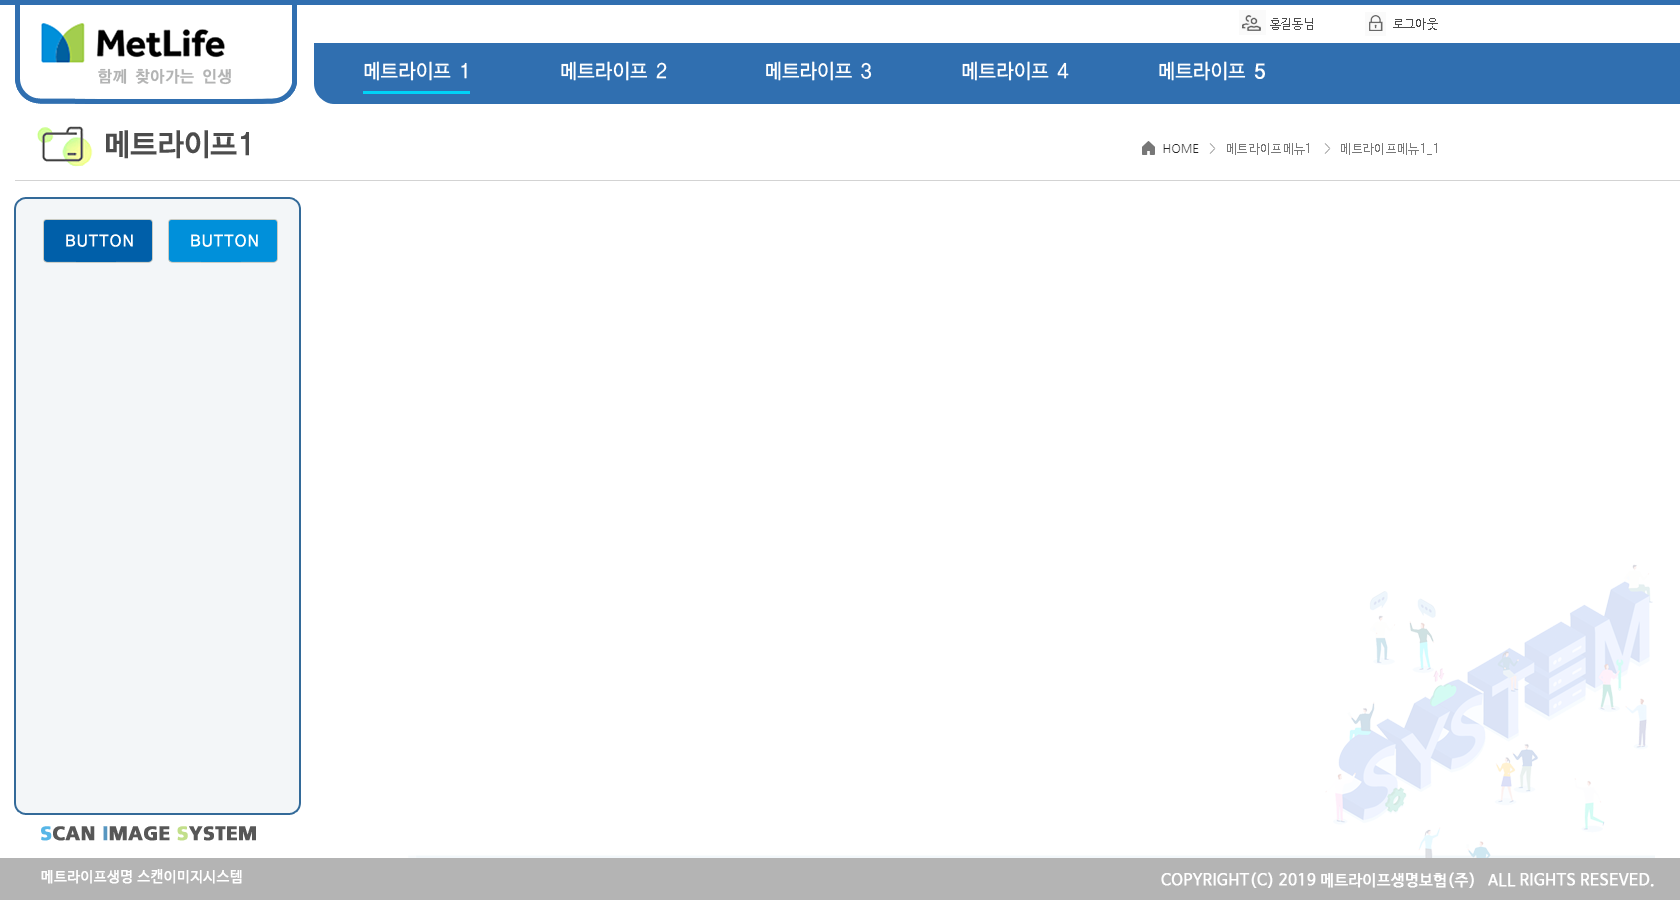 MetLife
함께 찾아가는 인생
홍길동님
로그아웃
메트라이프 1
메트라이프 2
메트라이프 3
메트라이프 4
메트라이프 5
메트라이프1
HOME > 메트라이프메뉴1 > 메트라이프메뉴1_1
BUTTON
BUTTON
SYSTEM
SCAN IMAGE SYSTEM
메트라이프생명 스캔이미지시스템
COPYRIGHT(C) 2019 메트라이프생명보험(주) ALL RIGHTS RESEVED.